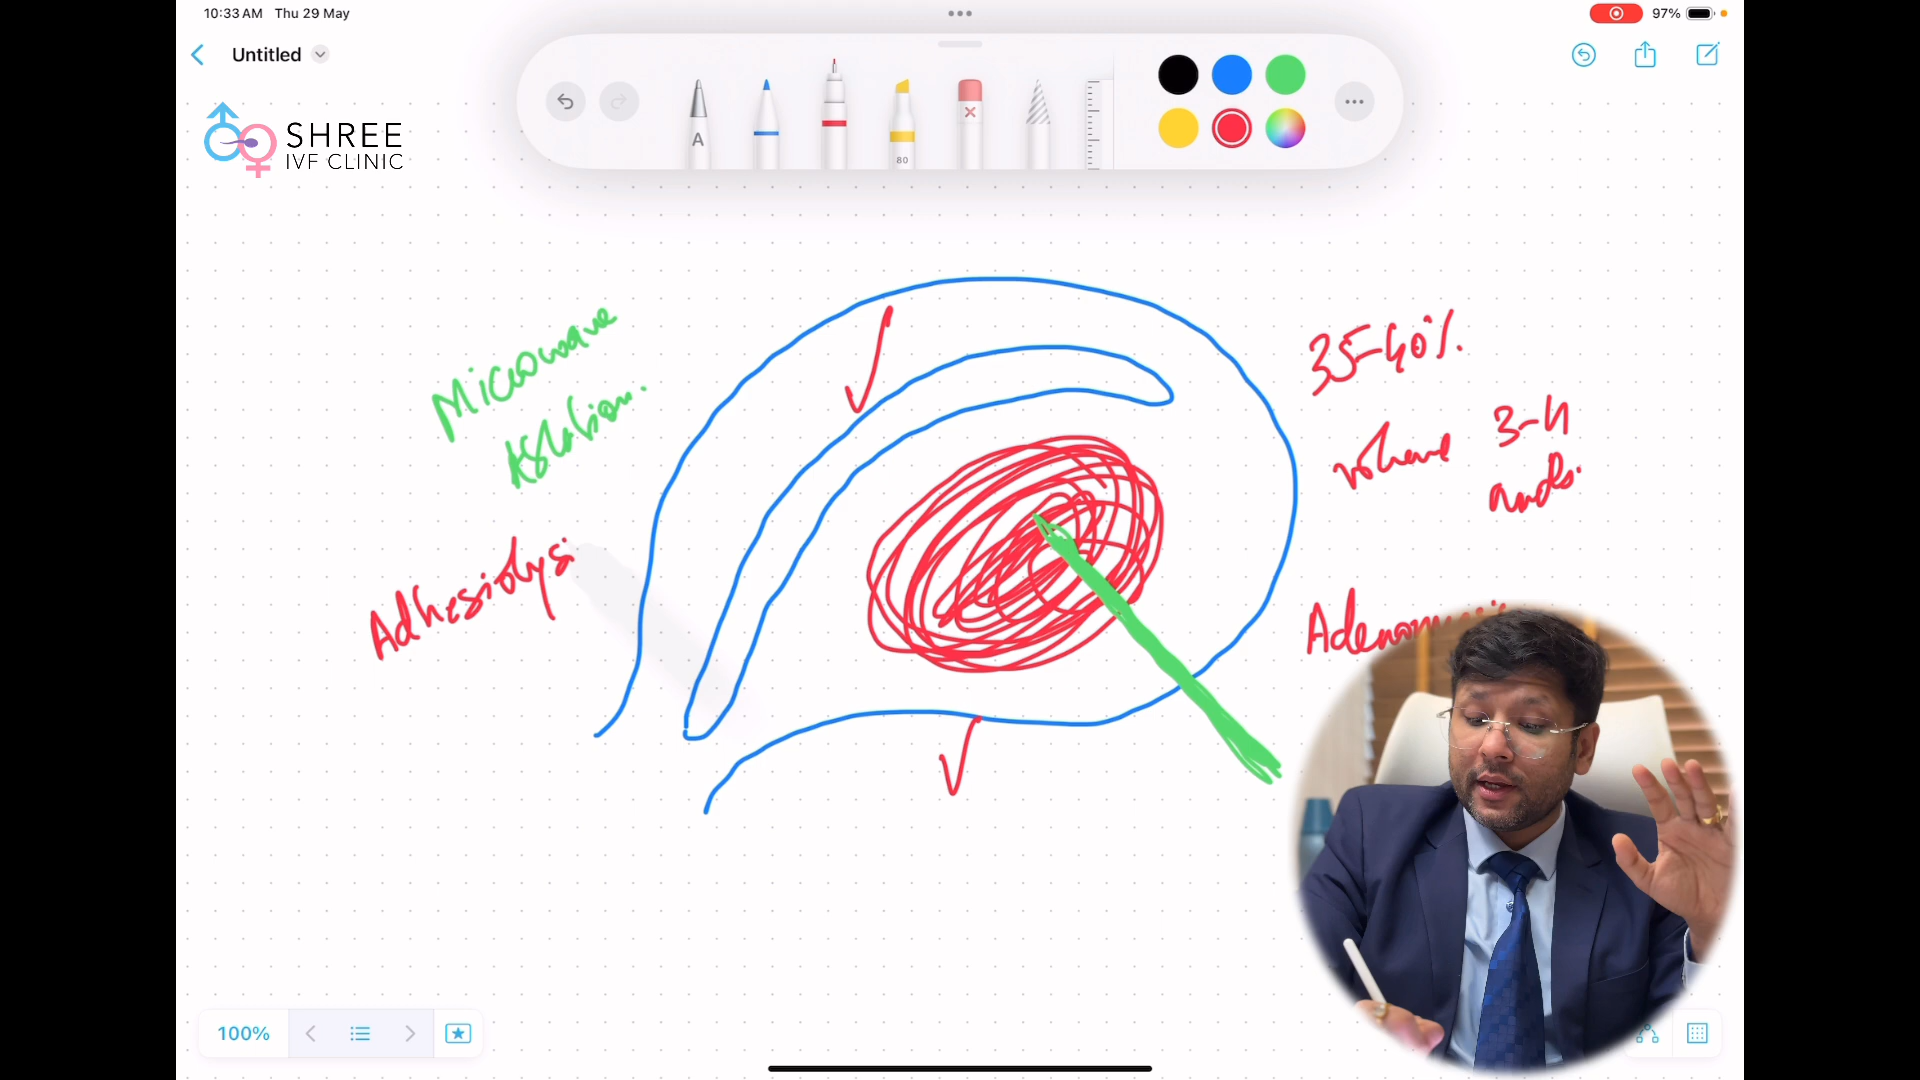 10:33 AM Thu 29 May
97%
Untitled
SHREE
IVF CLINIC
A
80
Microwave
Ablation.
Adhesiolysis
35-40%.
volume 3-4
100%